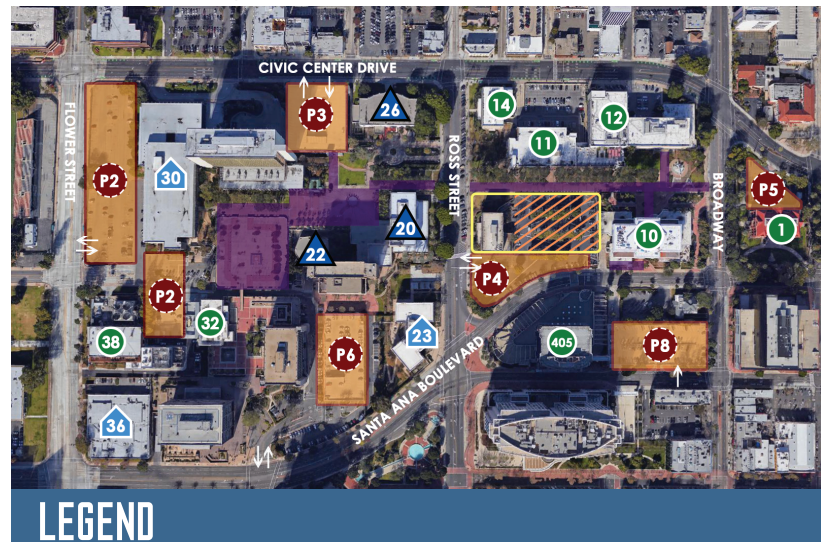 CIVIC CENTER DRIVE
14
26
12
P3
FLOWER STREET
ROSS STREET
11
P2
30
BROADWAY
P5
20
10
1
22
P4
P2
32
23
38
P6
405
P8
SANTA ANA BOULEVARD
36
LEGEND